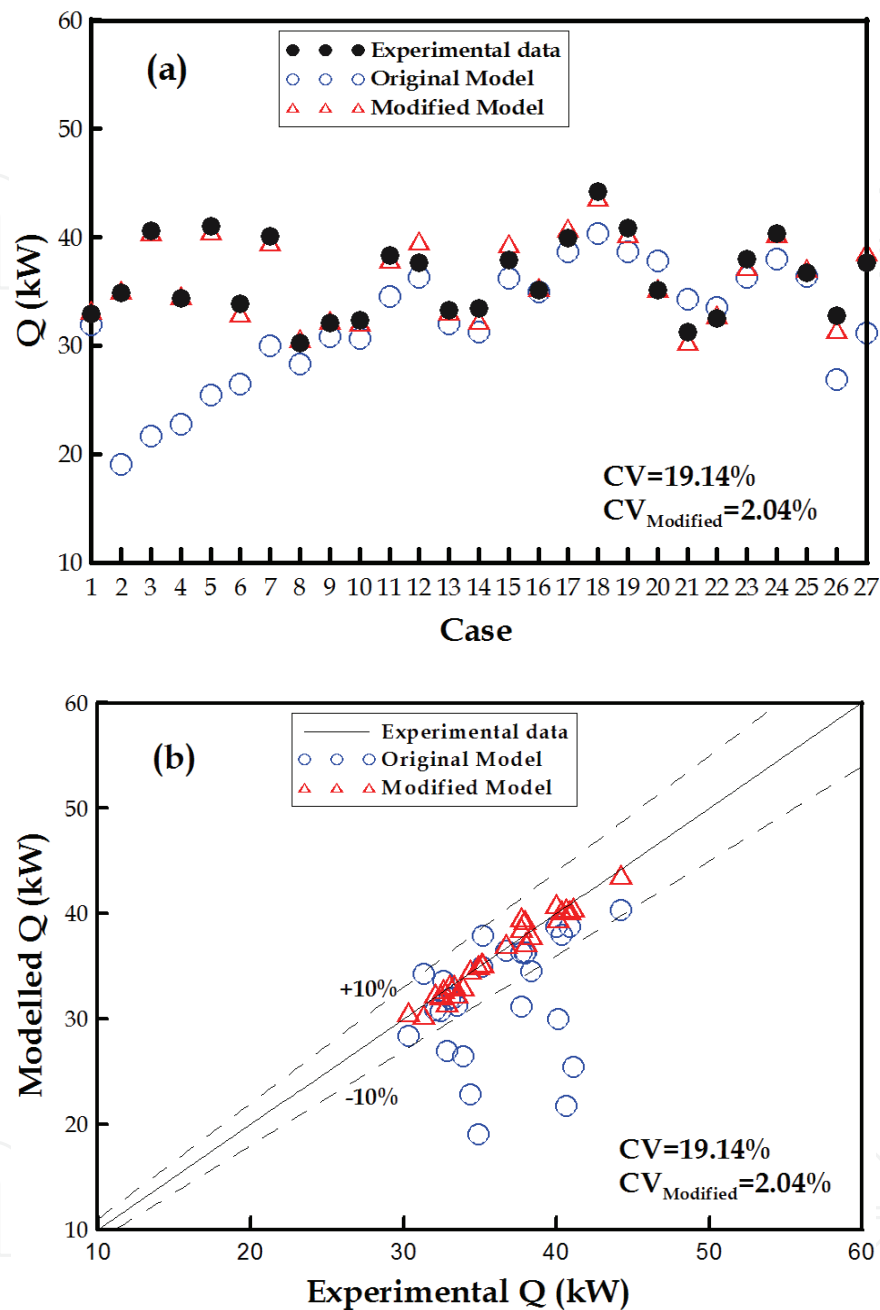 60
(a)
Experimental data
Original Model
Modified Model
50
40
Q (kW)
30
20
CV=19.14%
CVModified=2.04%
10
1 2 3 4 5 6 7 8 9 10 11 12 13 14 15 16 17 18 19 20 21 22 23 24 25 26 27
Case
60
(b)
Experimental data
Original Model
Modified Model
50
40
Modelled Q (kW)
+10%
30
-10%
20
CV=19.14%
CVModified=2.04%
10
10 20 30 40 50 60
Experimental Q (kW)